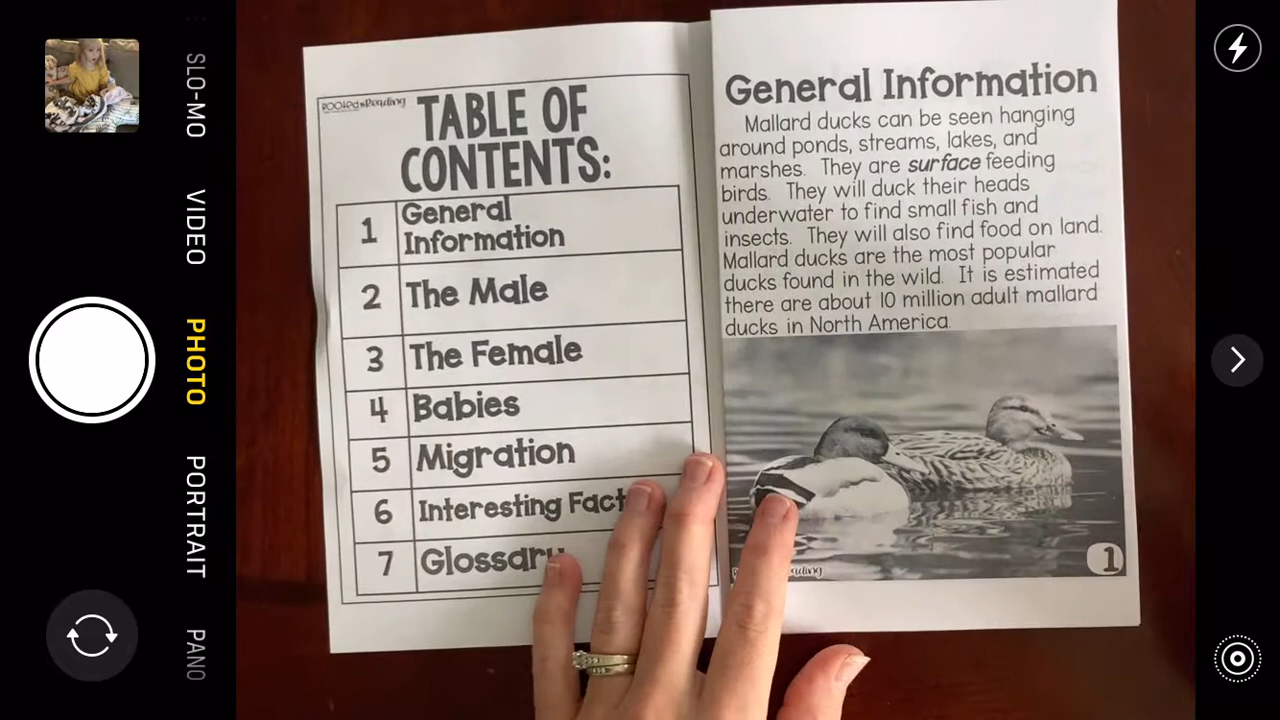 SLO-MO
VIDEO
PHOTO
PORTRAIT
PANO
Rooted in Reading
TABLE OF
CONTENTS:
1 General
Information
2 The Male
3 The Female
4 Babies
5 Migration
6 Interesting
7 Glossary
General Information
Mallard ducks can be seen hanging
around ponds, streams, lakes, and
marshes. They are surface feeding
birds. They will duck their heads
underwater to find small fish and
insects. They will also find food on land.
Mallard ducks are the most popular
ducks found in the wild. It is estimated
there are about 10 million adult mallard
ducks in North America.
1